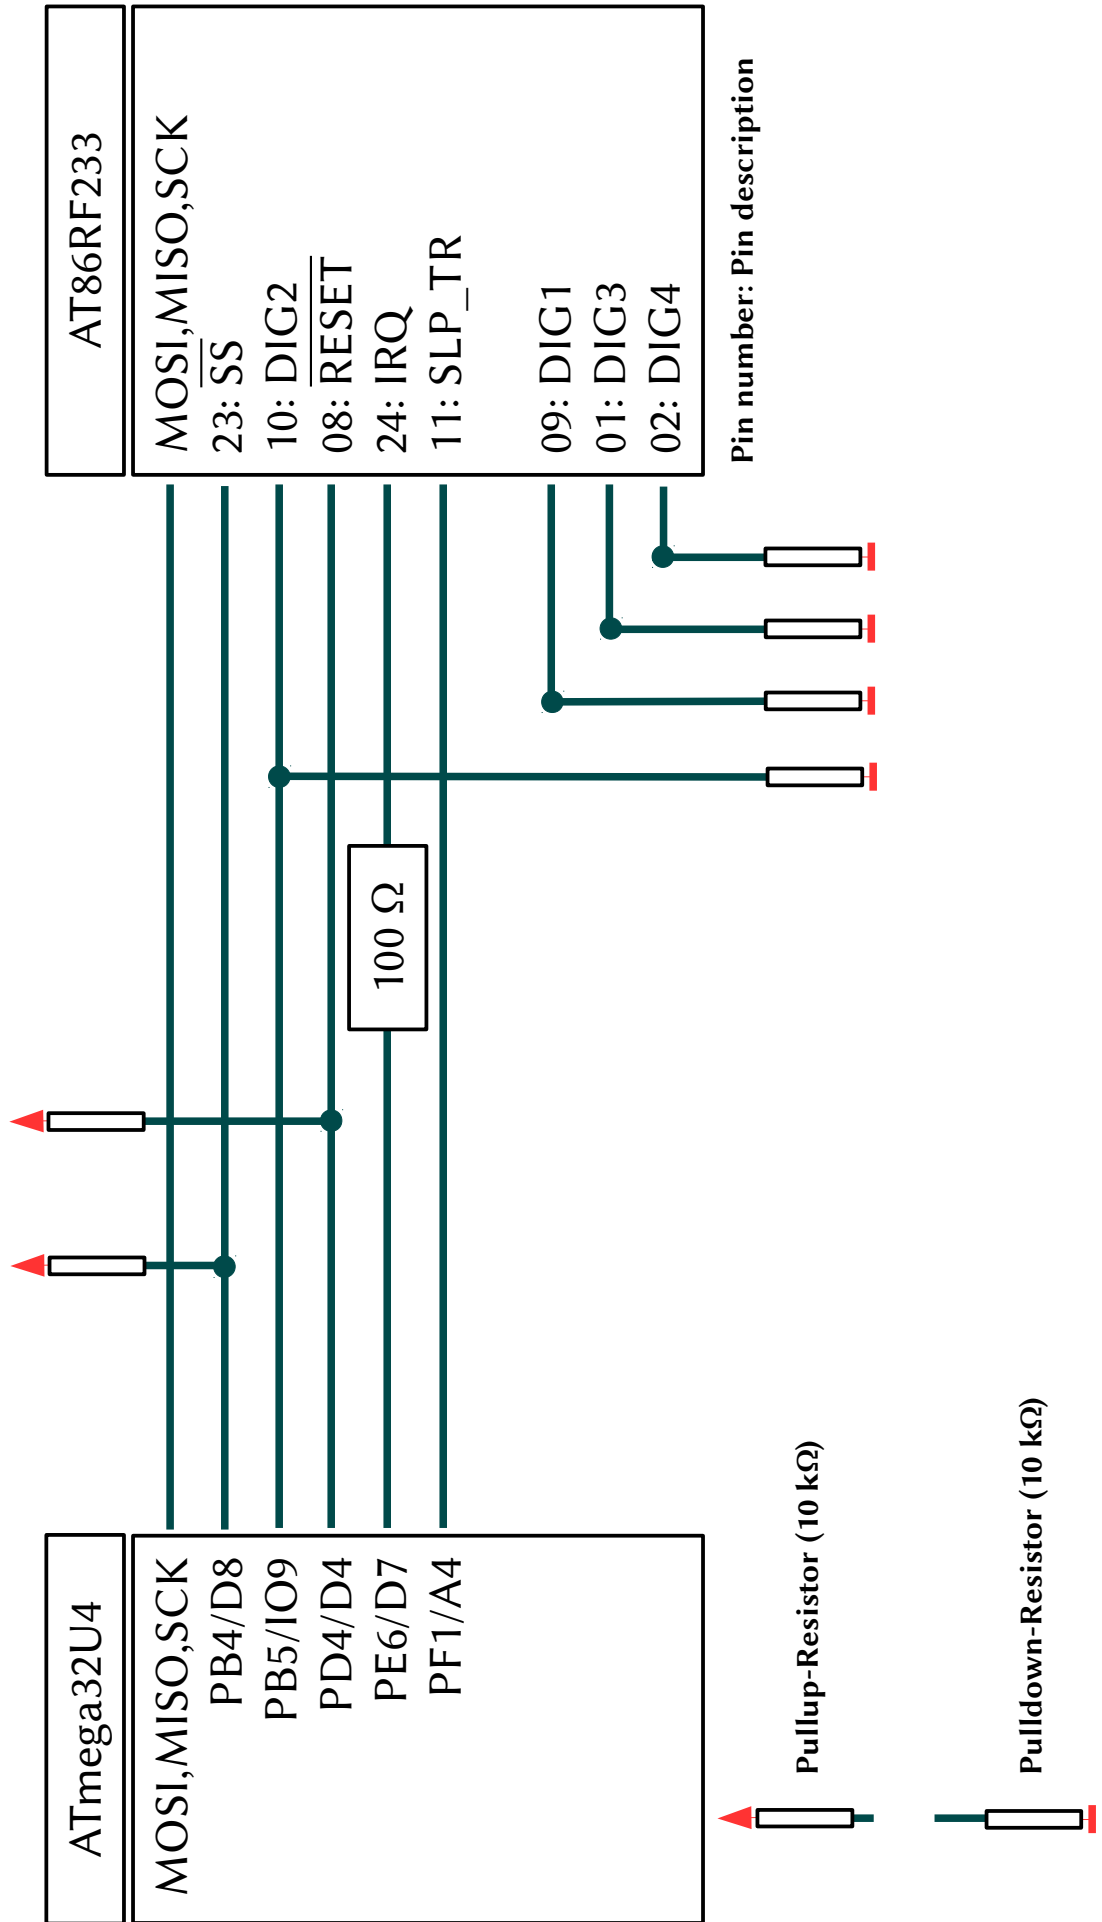 ATmega32U4
MOSI,MISO,SCK
PB4/D8
PB5/IO9
PD4/D4
PE6/D7
PF1/A4
100 Ω
AT86RF233
MOSI,MISO,SCK
23: S̅S̅
10: DIG2
08: R̅E̅S̅E̅T̅
24: IRQ
11: SLP_TR
09: DIG1
01: DIG3
02: DIG4
Pin number: Pin description
Pullup-Resistor (10 kΩ)
Pulldown-Resistor (10 kΩ)